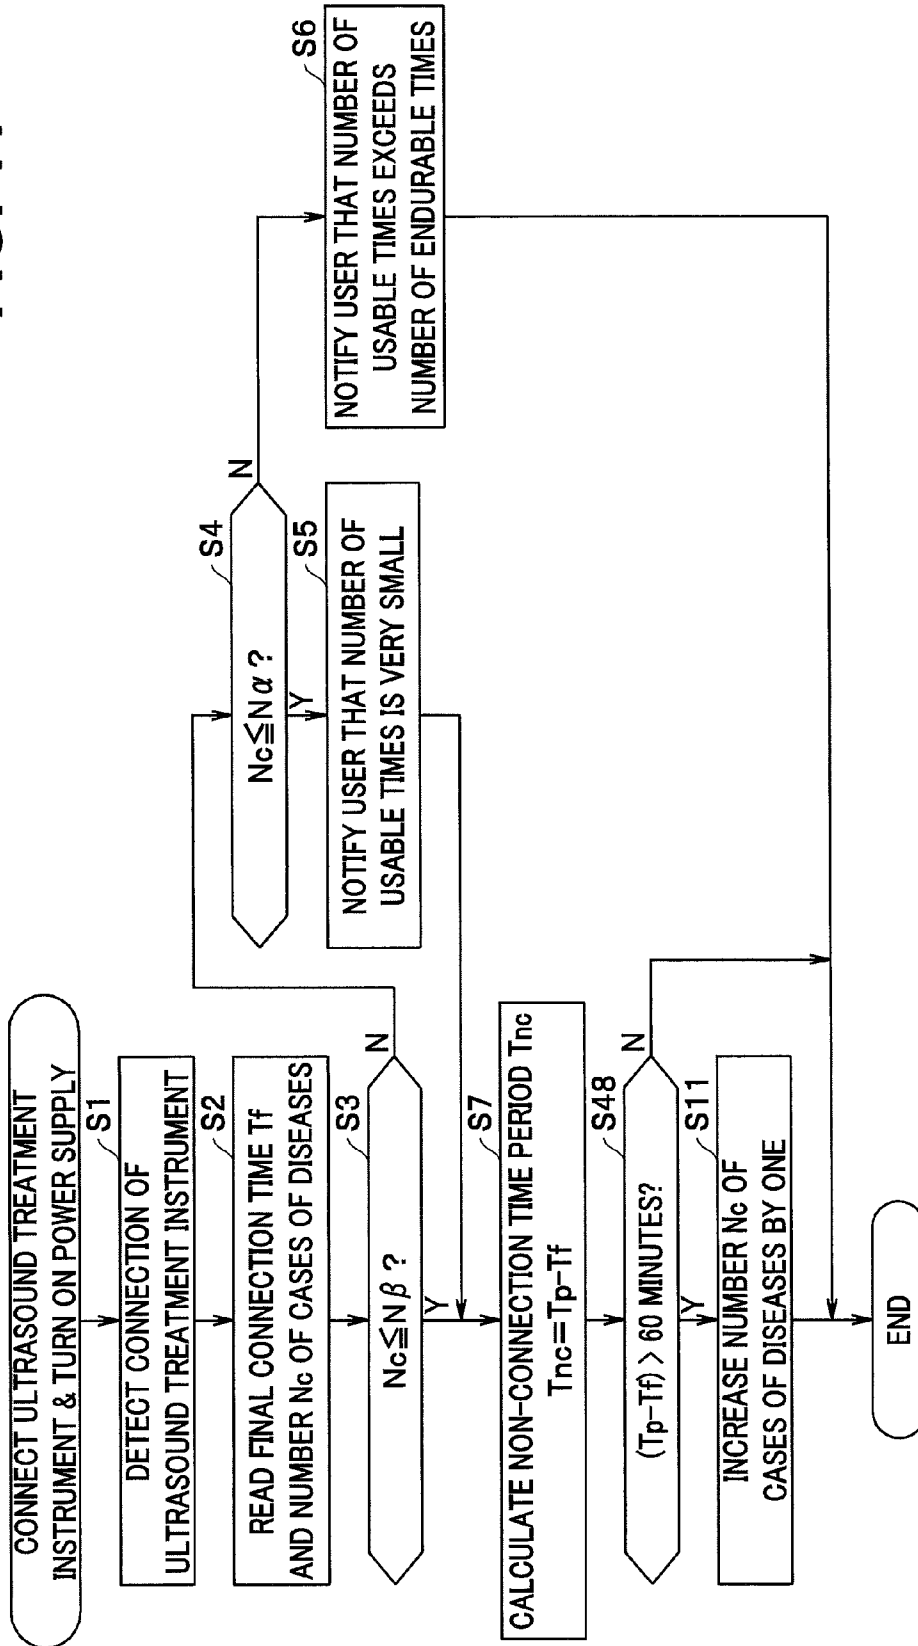 CONNECT ULTRASOUND TREATMENT
INSTRUMENT & TURN ON POWER SUPPLY
S1
DETECT CONNECTION OF
ULTRASOUND TREATMENT INSTRUMENT
S2
READ FINAL CONNECTION TIME Tf
AND NUMBER Nc OF CASES OF DISEASES
S3
Nc≦Nβ?
N
Y
S4
Nc≦Nα?
N
Y
S5
NOTIFY USER THAT NUMBER OF
USABLE TIMES IS VERY SMALL
S6
NOTIFY USER THAT NUMBER OF
USABLE TIMES EXCEEDS
NUMBER OF ENDURABLE TIMES
S7
CALCULATE NON-CONNECTION TIME PERIOD Tnc
Tnc=Tp-Tf
S48
(Tp-Tf) > 60 MINUTES?
N
Y
S11
INCREASE NUMBER Nc OF
CASES OF DISEASES BY ONE
END